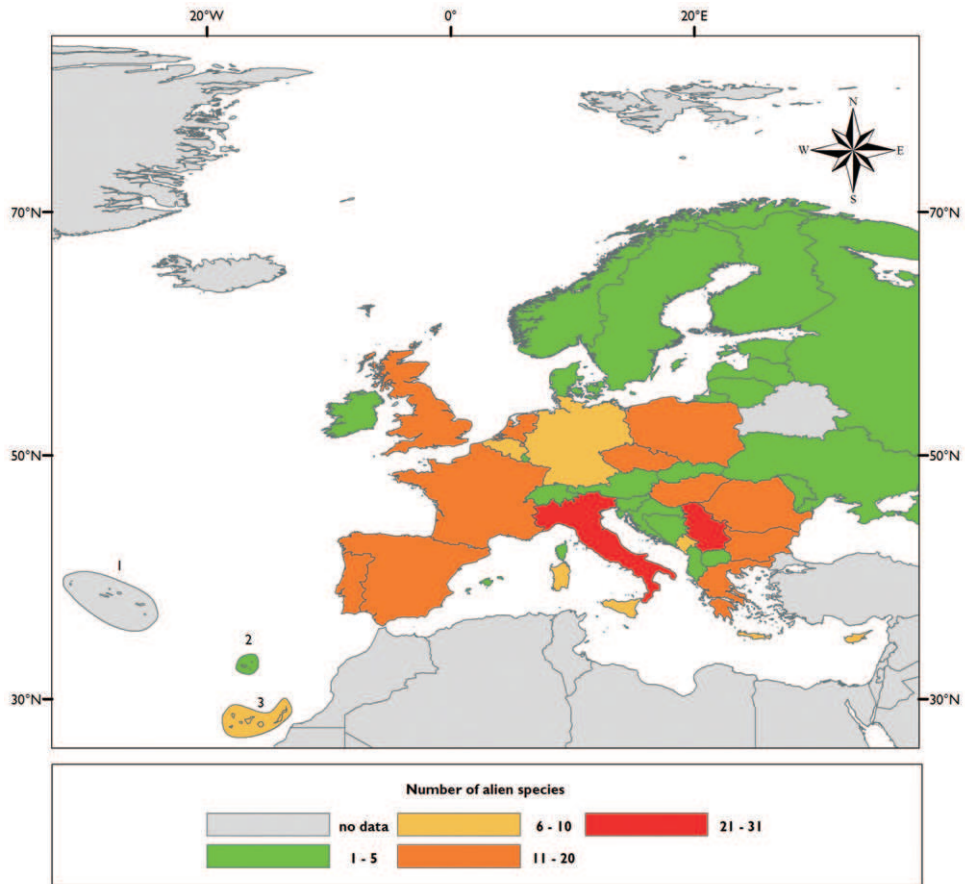 20°W 0° 20°E
N
W E
S
70°N 70°N
50°N 50°N
1
2
3
30°N 30°N
Number of alien species
no data 6 - 10 21 - 31
1 - 5 11 - 20